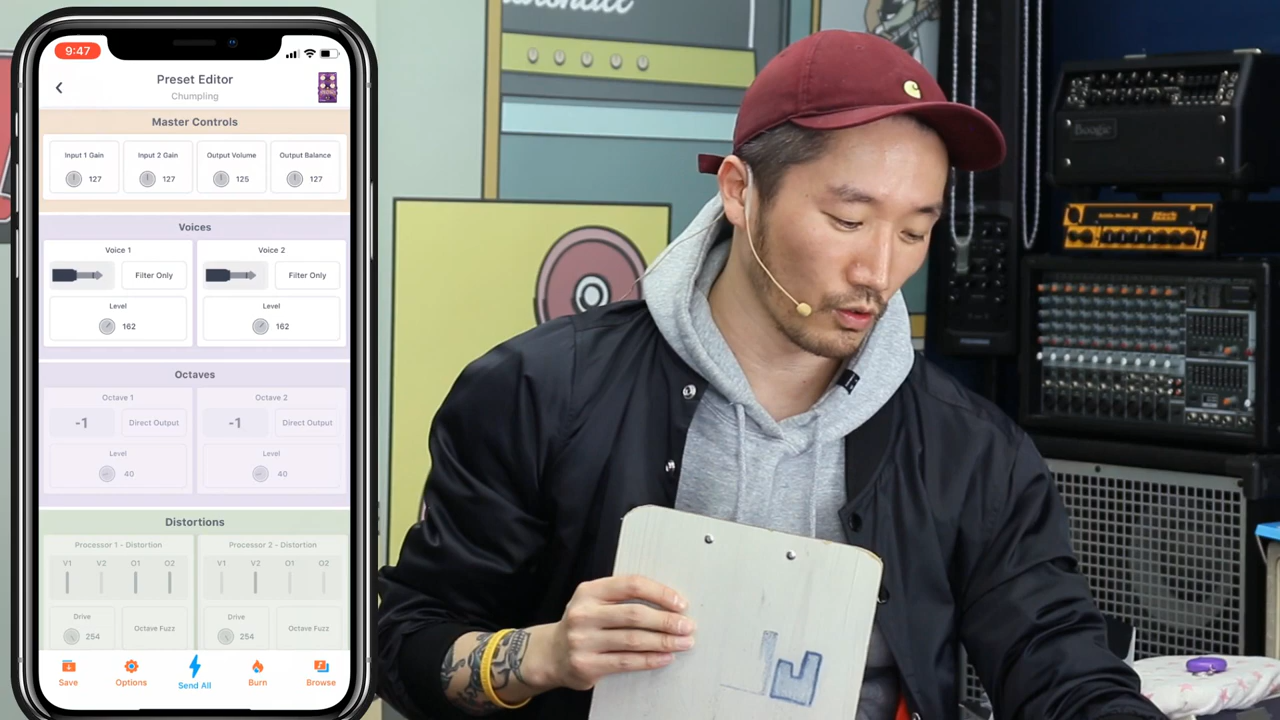 9:47
Preset Editor
Chumpling
Master Controls
Input 1 Gain
Input 2 Gain
Output Volume
Output Balance
127
127
125
127
Voices
Voice 1
Voice 2
Filter Only
Filter Only
Level
Level
162
162
Octaves
Octave 1
Octave 2
-1
Direct Output
-1
Direct Output
Level
Level
40
40
Distortions
Processor 1 - Distortion
Processor 2 - Distortion
V1 V2 O1 O2
V1 V2 O1 O2
Drive
254
Octave Fuzz
Drive
254
Octave Fuzz
Save
Options
Send All
Burn
Browse
Boogie